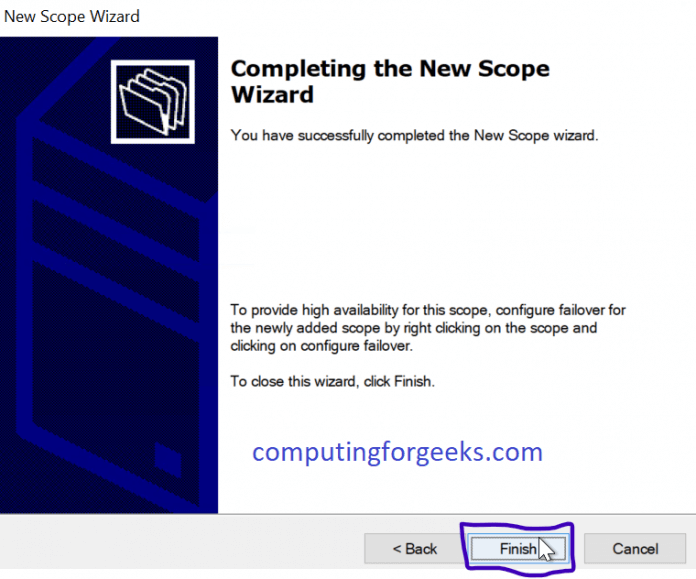 New Scope Wizard
Completing the New Scope
Wizard
You have successfully completed the New Scope wizard.
To provide high availability for this scope, configure failover for
the newly added scope by right clicking on the scope and
clicking on configure failover.
To close this wizard, click Finish.
computingforgeeks.com
< Back
Finish
Cancel